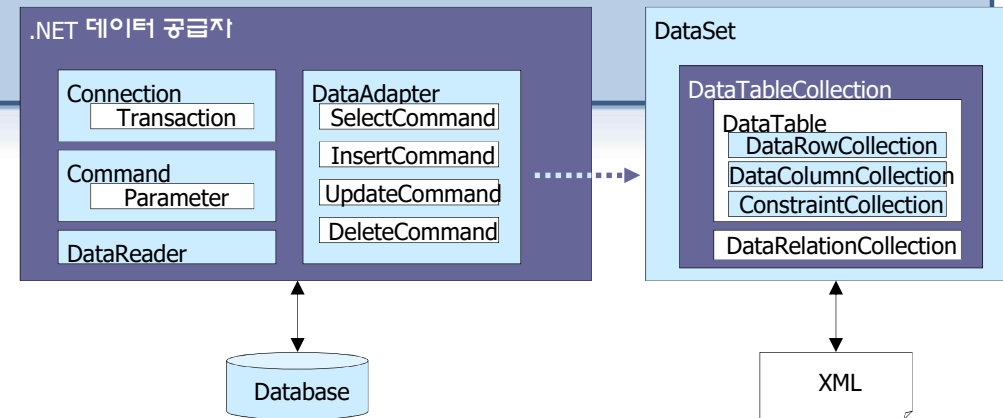 .NET 데이터 공급자
Connection
Transaction
Command
Parameter
DataReader
DataAdapter
SelectCommand
InsertCommand
UpdateCommand
DeleteCommand
DataSet
DataTableCollection
DataTable
DataRowCollection
DataColumnCollection
ConstraintCollection
DataRelationCollection
Database
XML